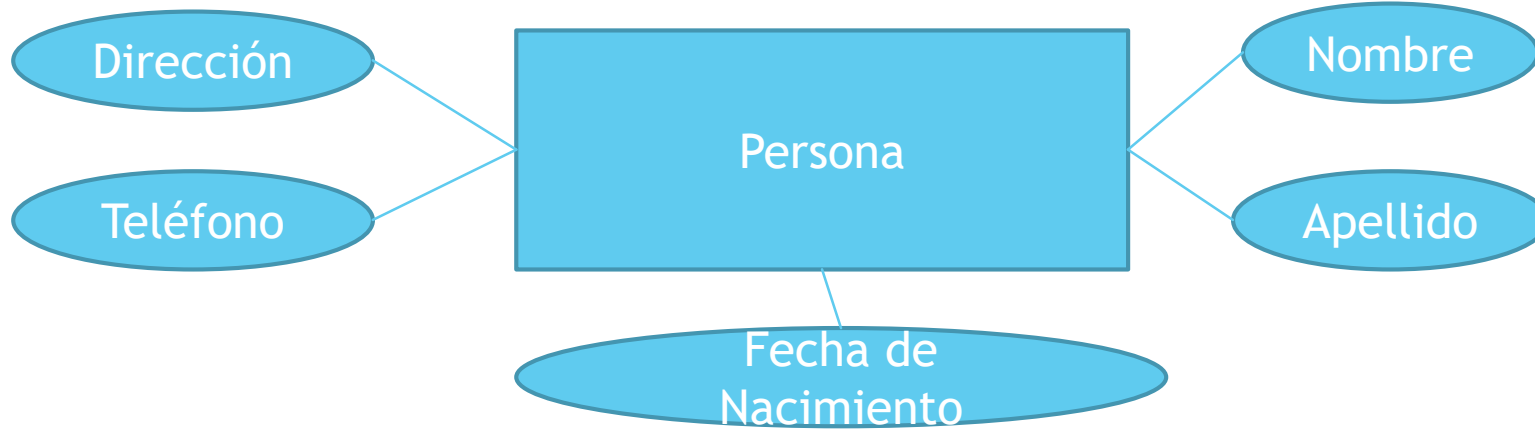 Dirección
Nombre
Persona
Teléfono
Apellido
Fecha de
Nacimiento